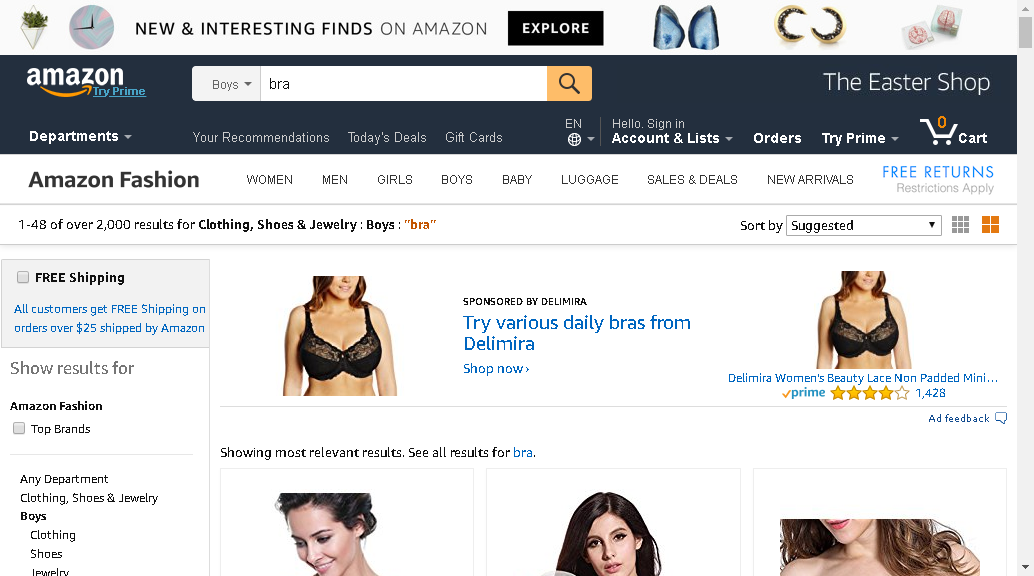 NEW & INTERESTING FINDS ON AMAZON EXPLORE
amazon
Try Prime
Boys bra
The Easter Shop
Departments
Your Recommendations Today's Deals Gift Cards
EN
Hello. Sign in
Account & Lists
Orders
Try Prime
0
Cart
Amazon Fashion
WOMEN MEN GIRLS BOYS BABY LUGGAGE SALES & DEALS NEW ARRIVALS
FREE RETURNS
Restrictions Apply
1-48 of over 2,000 results for Clothing, Shoes & Jewelry : Boys : "bra"
Sort by Suggested
FREE Shipping
All customers get FREE Shipping on
orders over $25 shipped by Amazon
Show results for
Amazon Fashion
Top Brands
Any Department
Clothing, Shoes & Jewelry
Boys
Clothing
Shoes
Jewelry
SPONSORED BY DELIMIRA
Try various daily bras from
Delimira
Shop now ›
Delimira Women's Beauty Lace Non Padded Mini...
prime 1,428
Ad feedback
Showing most relevant results. See all results for bra.